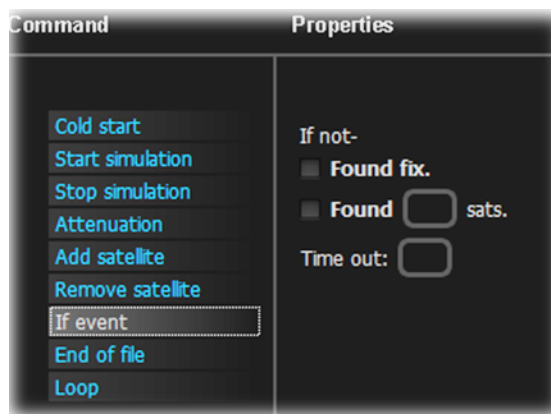 Command
Properties
Cold start
Start simulation
Stop simulation
Attenuation
Add satellite
Remove satellite
If event
End of file
Loop
If not-
Found fix.
Found sats.
Time out: